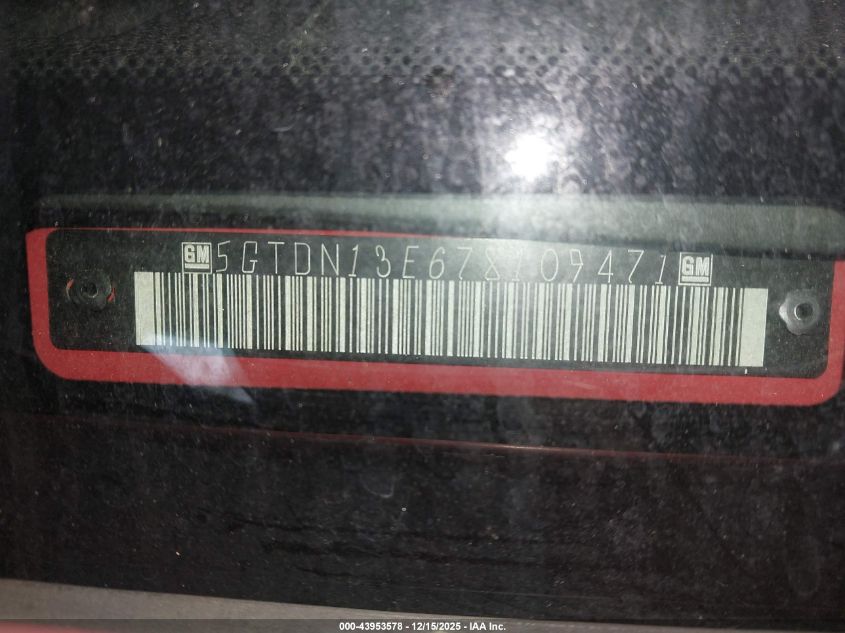 GM 5GTDN13E678109471 GM
000-43953578 - 12/15/2025 - IAA Inc.